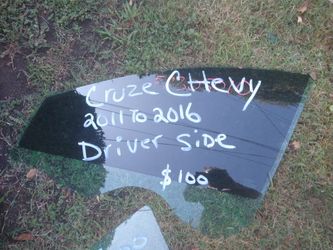 Cruze CHevy
2011 To 2016
Driver Side
$100